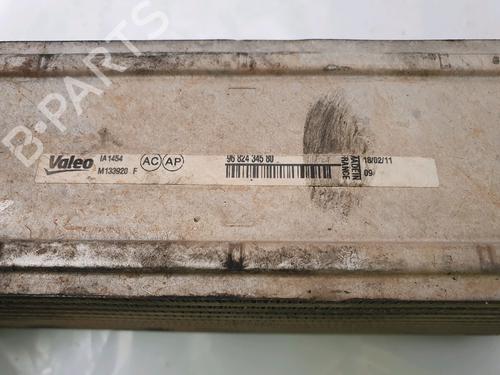 B-PARTS
Valeo
IA1454
M133920 F
AC AP
96 824 345 80
MADE IN
FRANCE
18/02/11
09